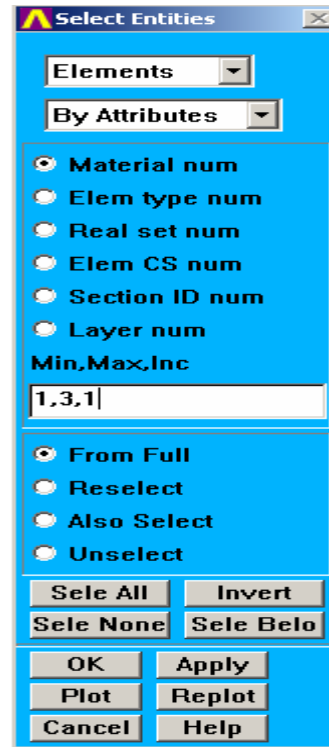 Select Entities
Elements
By Attributes
Material num
Elem type num
Real set num
Elem CS num
Section ID num
Layer num
Min,Max,Inc
1,3,1
From Full
Reselect
Also Select
Unselect
Sele All Invert
Sele None Sele Belo
OK Apply
Plot Replot
Cancel Help